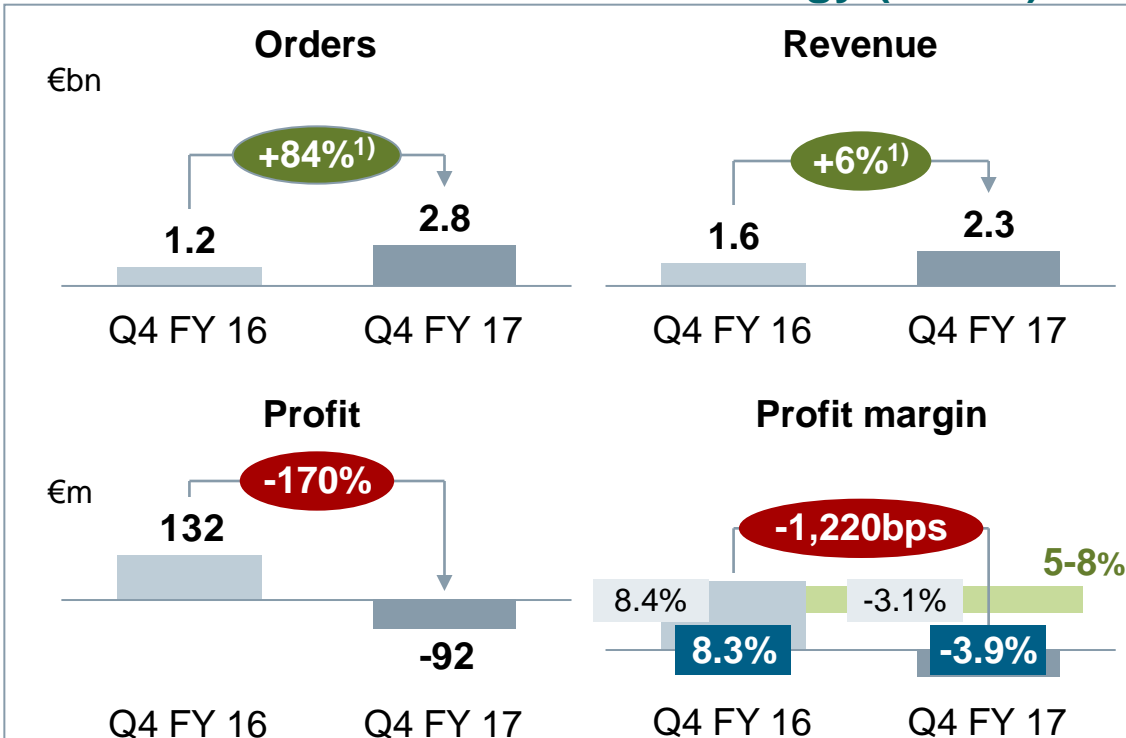 Orders
Revenue
€bn
+84%1)
+6%1)
1.2
2.8
1.6
2.3
Q4 FY 16
Q4 FY 17
Q4 FY 16
Q4 FY 17
Profit
Profit margin
€m
-170%
132
-1,220bps
5-8%
8.4%
-3.1%
8.3%
-3.9%
-92
Q4 FY 16
Q4 FY 17
Q4 FY 16
Q4 FY 17